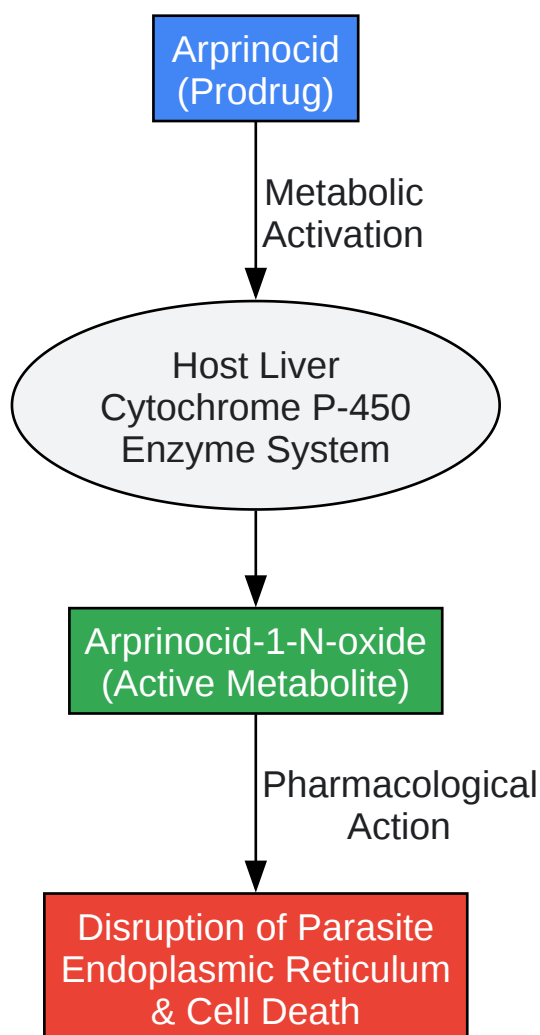 Arprinocid
(Prodrug)
Metabolic
Activation
Host Liver
Cytochrome P-450
Enzyme System
Arprinocid-1-N-oxide
(Active Metabolite)
Pharmacological
Action
Disruption of Parasite
Endoplasmic Reticulum
& Cell Death